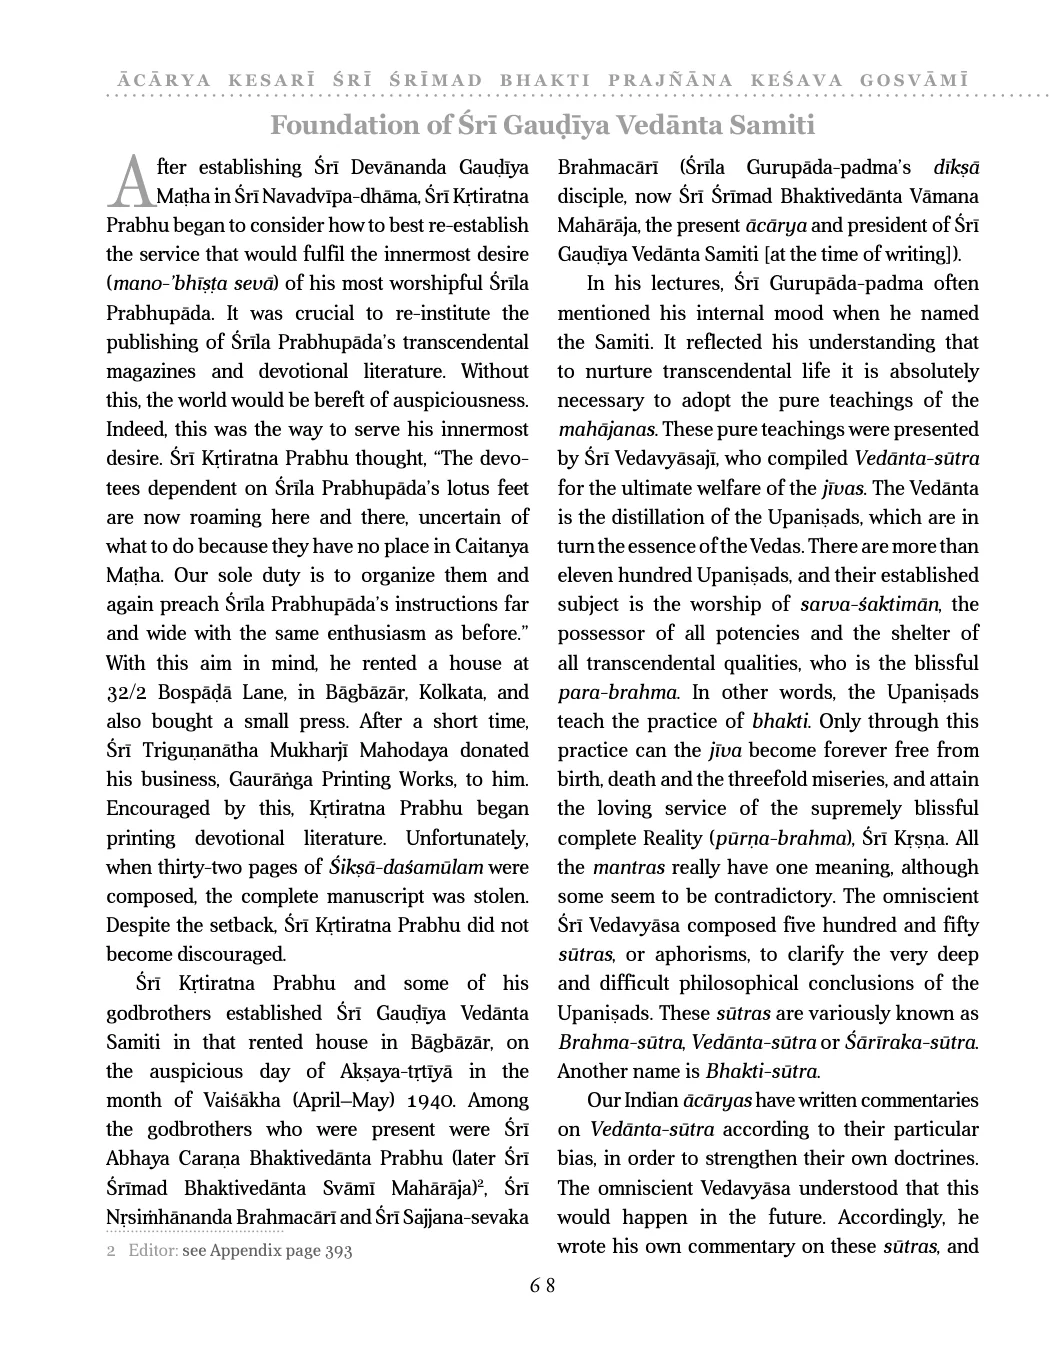 ĀCĀRYA KESARĪ ŚRĪ ŚRĪMAD BHAKTI PRAJÑĀNA KEŚAVA GOSVĀMĪ
Foundation of Śrī Gauḍīya Vedānta Samiti
After establishing Śrī Devānanda Gauḍīya
Maṭha in Śrī Navadvīpa-dhāma, Śrī Kṛtiratna
Prabhu began to consider how to best re-establish
the service that would fulfil the innermost desire
(mano-’bhīṣṭa sevā) of his most worshipful Śrīla
Prabhupāda. It was crucial to re-institute the
publishing of Śrīla Prabhupāda’s transcendental
magazines and devotional literature. Without
this, the world would be bereft of auspiciousness.
Indeed, this was the way to serve his innermost
desire. Śrī Kṛtiratna Prabhu thought, “The devo-
tees dependent on Śrīla Prabhupāda’s lotus feet
are now roaming here and there, uncertain of
what to do because they have no place in Caitanya
Maṭha. Our sole duty is to organize them and
again preach Śrīla Prabhupāda’s instructions far
and wide with the same enthusiasm as before.”
With this aim in mind, he rented a house at
32/2 Bospāḍā Lane, in Bāgbāzār, Kolkata, and
also bought a small press. After a short time,
Śrī Triguṇanātha Mukharjī Mahodaya donated
his business, Gaurāṅga Printing Works, to him.
Encouraged by this, Kṛtiratna Prabhu began
printing devotional literature. Unfortunately,
when thirty-two pages of Śikṣā-daśamūlam were
composed, the complete manuscript was stolen.
Despite the setback, Śrī Kṛtiratna Prabhu did not
become discouraged.
Śrī Kṛtiratna Prabhu and some of his
godbrothers established Śrī Gauḍīya Vedānta
Samiti in that rented house in Bāgbāzār, on
the auspicious day of Akṣaya-tṛtīyā in the
month of Vaiśākha (April–May) 1940. Among
the godbrothers who were present were Śrī
Abhaya Caraṇa Bhaktivedānta Prabhu (later Śrī
Śrīmad Bhaktivedānta Svāmī Mahārāja)², Śrī
Nṛsiṁhānanda Brahmacārī and Śrī Sajjana-sevaka
2 Editor: see Appendix page 393
Brahmacārī (Śrīla Gurupāda-padma’s dīkṣā
disciple, now Śrī Śrīmad Bhaktivedānta Vāmana
Mahārāja, the present ācārya and president of Śrī
Gauḍīya Vedānta Samiti [at the time of writing]).
In his lectures, Śrī Gurupāda-padma often
mentioned his internal mood when he named
the Samiti. It reflected his understanding that
to nurture transcendental life it is absolutely
necessary to adopt the pure teachings of the
mahājanas. These pure teachings were presented
by Śrī Vedavyāsajī, who compiled Vedānta-sūtra
for the ultimate welfare of the jīvas. The Vedānta
is the distillation of the Upaniṣads, which are in
turn the essence of the Vedas. There are more than
eleven hundred Upaniṣads, and their established
subject is the worship of sarva-śaktimān, the
possessor of all potencies and the shelter of
all transcendental qualities, who is the blissful
para-brahma. In other words, the Upaniṣads
teach the practice of bhakti. Only through this
practice can the jīva become forever free from
birth, death and the threefold miseries, and attain
the loving service of the supremely blissful
complete Reality (pūrṇa-brahma), Śrī Kṛṣṇa. All
the mantras really have one meaning, although
some seem to be contradictory. The omniscient
Śrī Vedavyāsa composed five hundred and fifty
sūtras, or aphorisms, to clarify the very deep
and difficult philosophical conclusions of the
Upaniṣads. These sūtras are variously known as
Brahma-sūtra, Vedānta-sūtra or Śārīraka-sūtra.
Another name is Bhakti-sūtra.
Our Indian ācāryas have written commentaries
on Vedānta-sūtra according to their particular
bias, in order to strengthen their own doctrines.
The omniscient Vedavyāsa understood that this
would happen in the future. Accordingly, he
wrote his own commentary on these sūtras, and
68